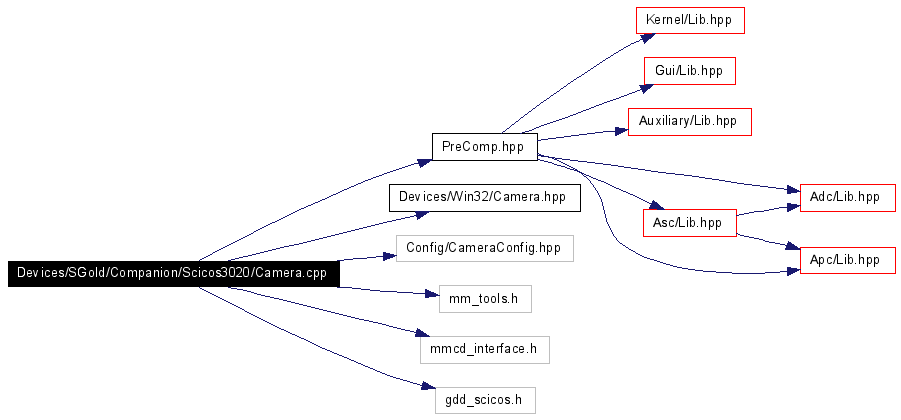 Kernel/Lib.hpp
Gui/Lib.hpp
Auxiliary/Lib.hpp
PreComp.hpp
Devices/Win32/Camera.hpp
Adc/Lib.hpp
Asc/Lib.hpp
Config/CameraConfig.hpp
Apc/Lib.hpp
Devices/SGold/Companion/Scicos3020/Camera.cpp
mm_tools.h
mmcd_interface.h
gdd_scicos.h